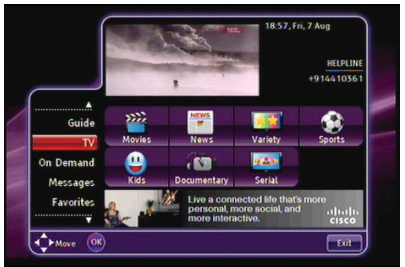 18:57, Fri, 7 Aug
HELPLINE
+914410361
Guide
TV
On Demand
Messages
Favorites
Movies
NEWS
News
Variety
Sports
Kids
Documentary
Serial
Live a connected life that's more
personal, more social, and
more interactive.
CISCO
Move
OK
Exit